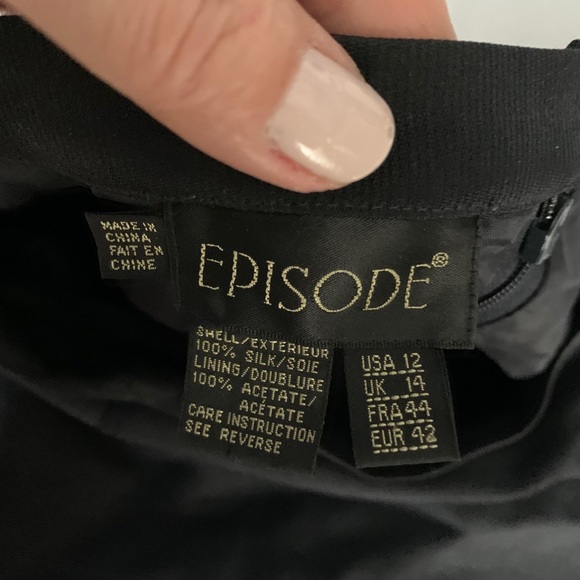 MADE IN
CHINA
FAIT EN
CHINE
EPISODE®
SHELL/EXTERIEUR
100% SILK/SOIE
LINING/DOUBLURE
100% ACETATE/
ACÉTATE
CARE INSTRUCTION
SEE REVERSE
USA 12
UK 14
FRA 44
EUR 42